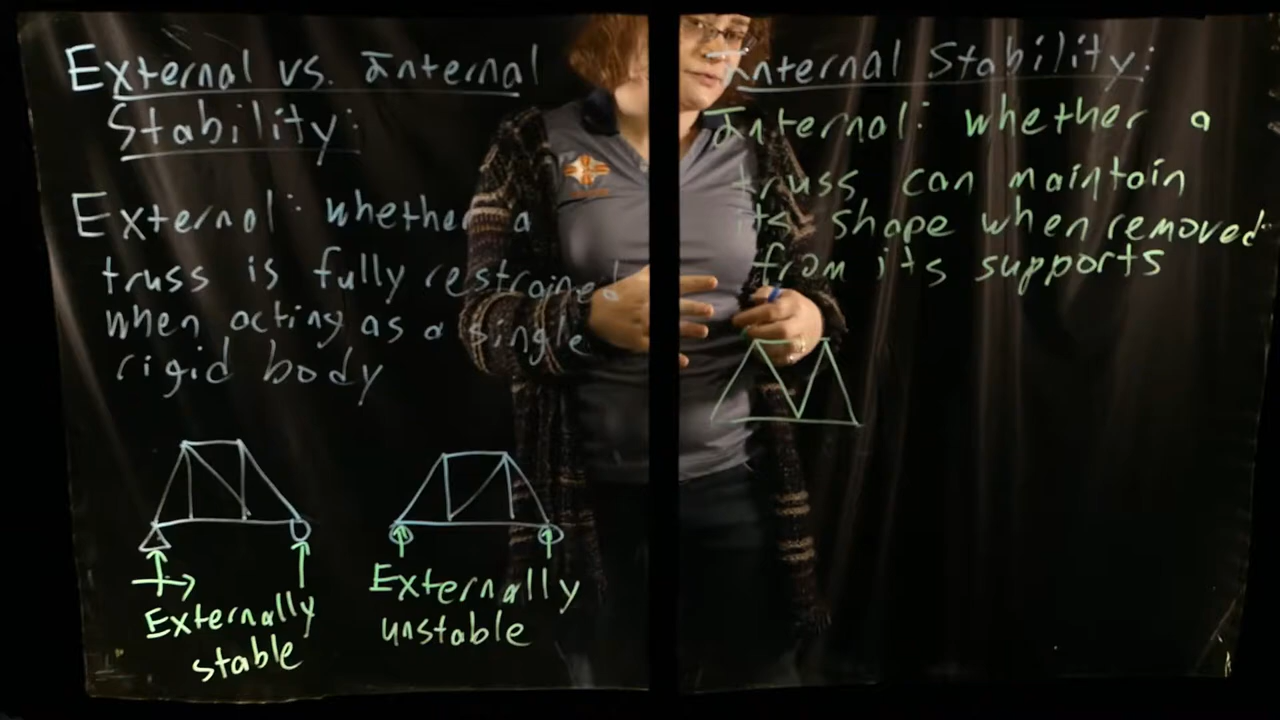 External vs. Internal
Stability:
External: whether a
truss is fully restrained
when acting as a single
rigid body
Externally
stable
Externally
unstable
Internal Stability:
Internal: whether a
truss can maintain
its shape when removed
from its supports